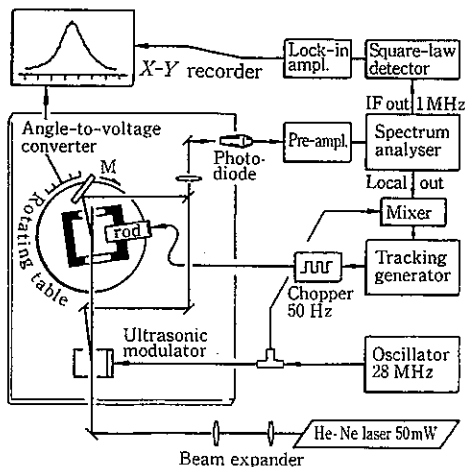 Lock-in
ampl.
Square-law
detector
X-Y recorder
IF out 1MHz
Angle-to-voltage
converter
M
Photo-
diode
Pre-ampl.
Spectrum
analyser
Local out
Mixer
Rotating table
rod
Tracking
generator
Chopper
50 Hz
Ultrasonic
modulator
Oscillator
28 MHz
He-Ne laser 50mW
Beam expander